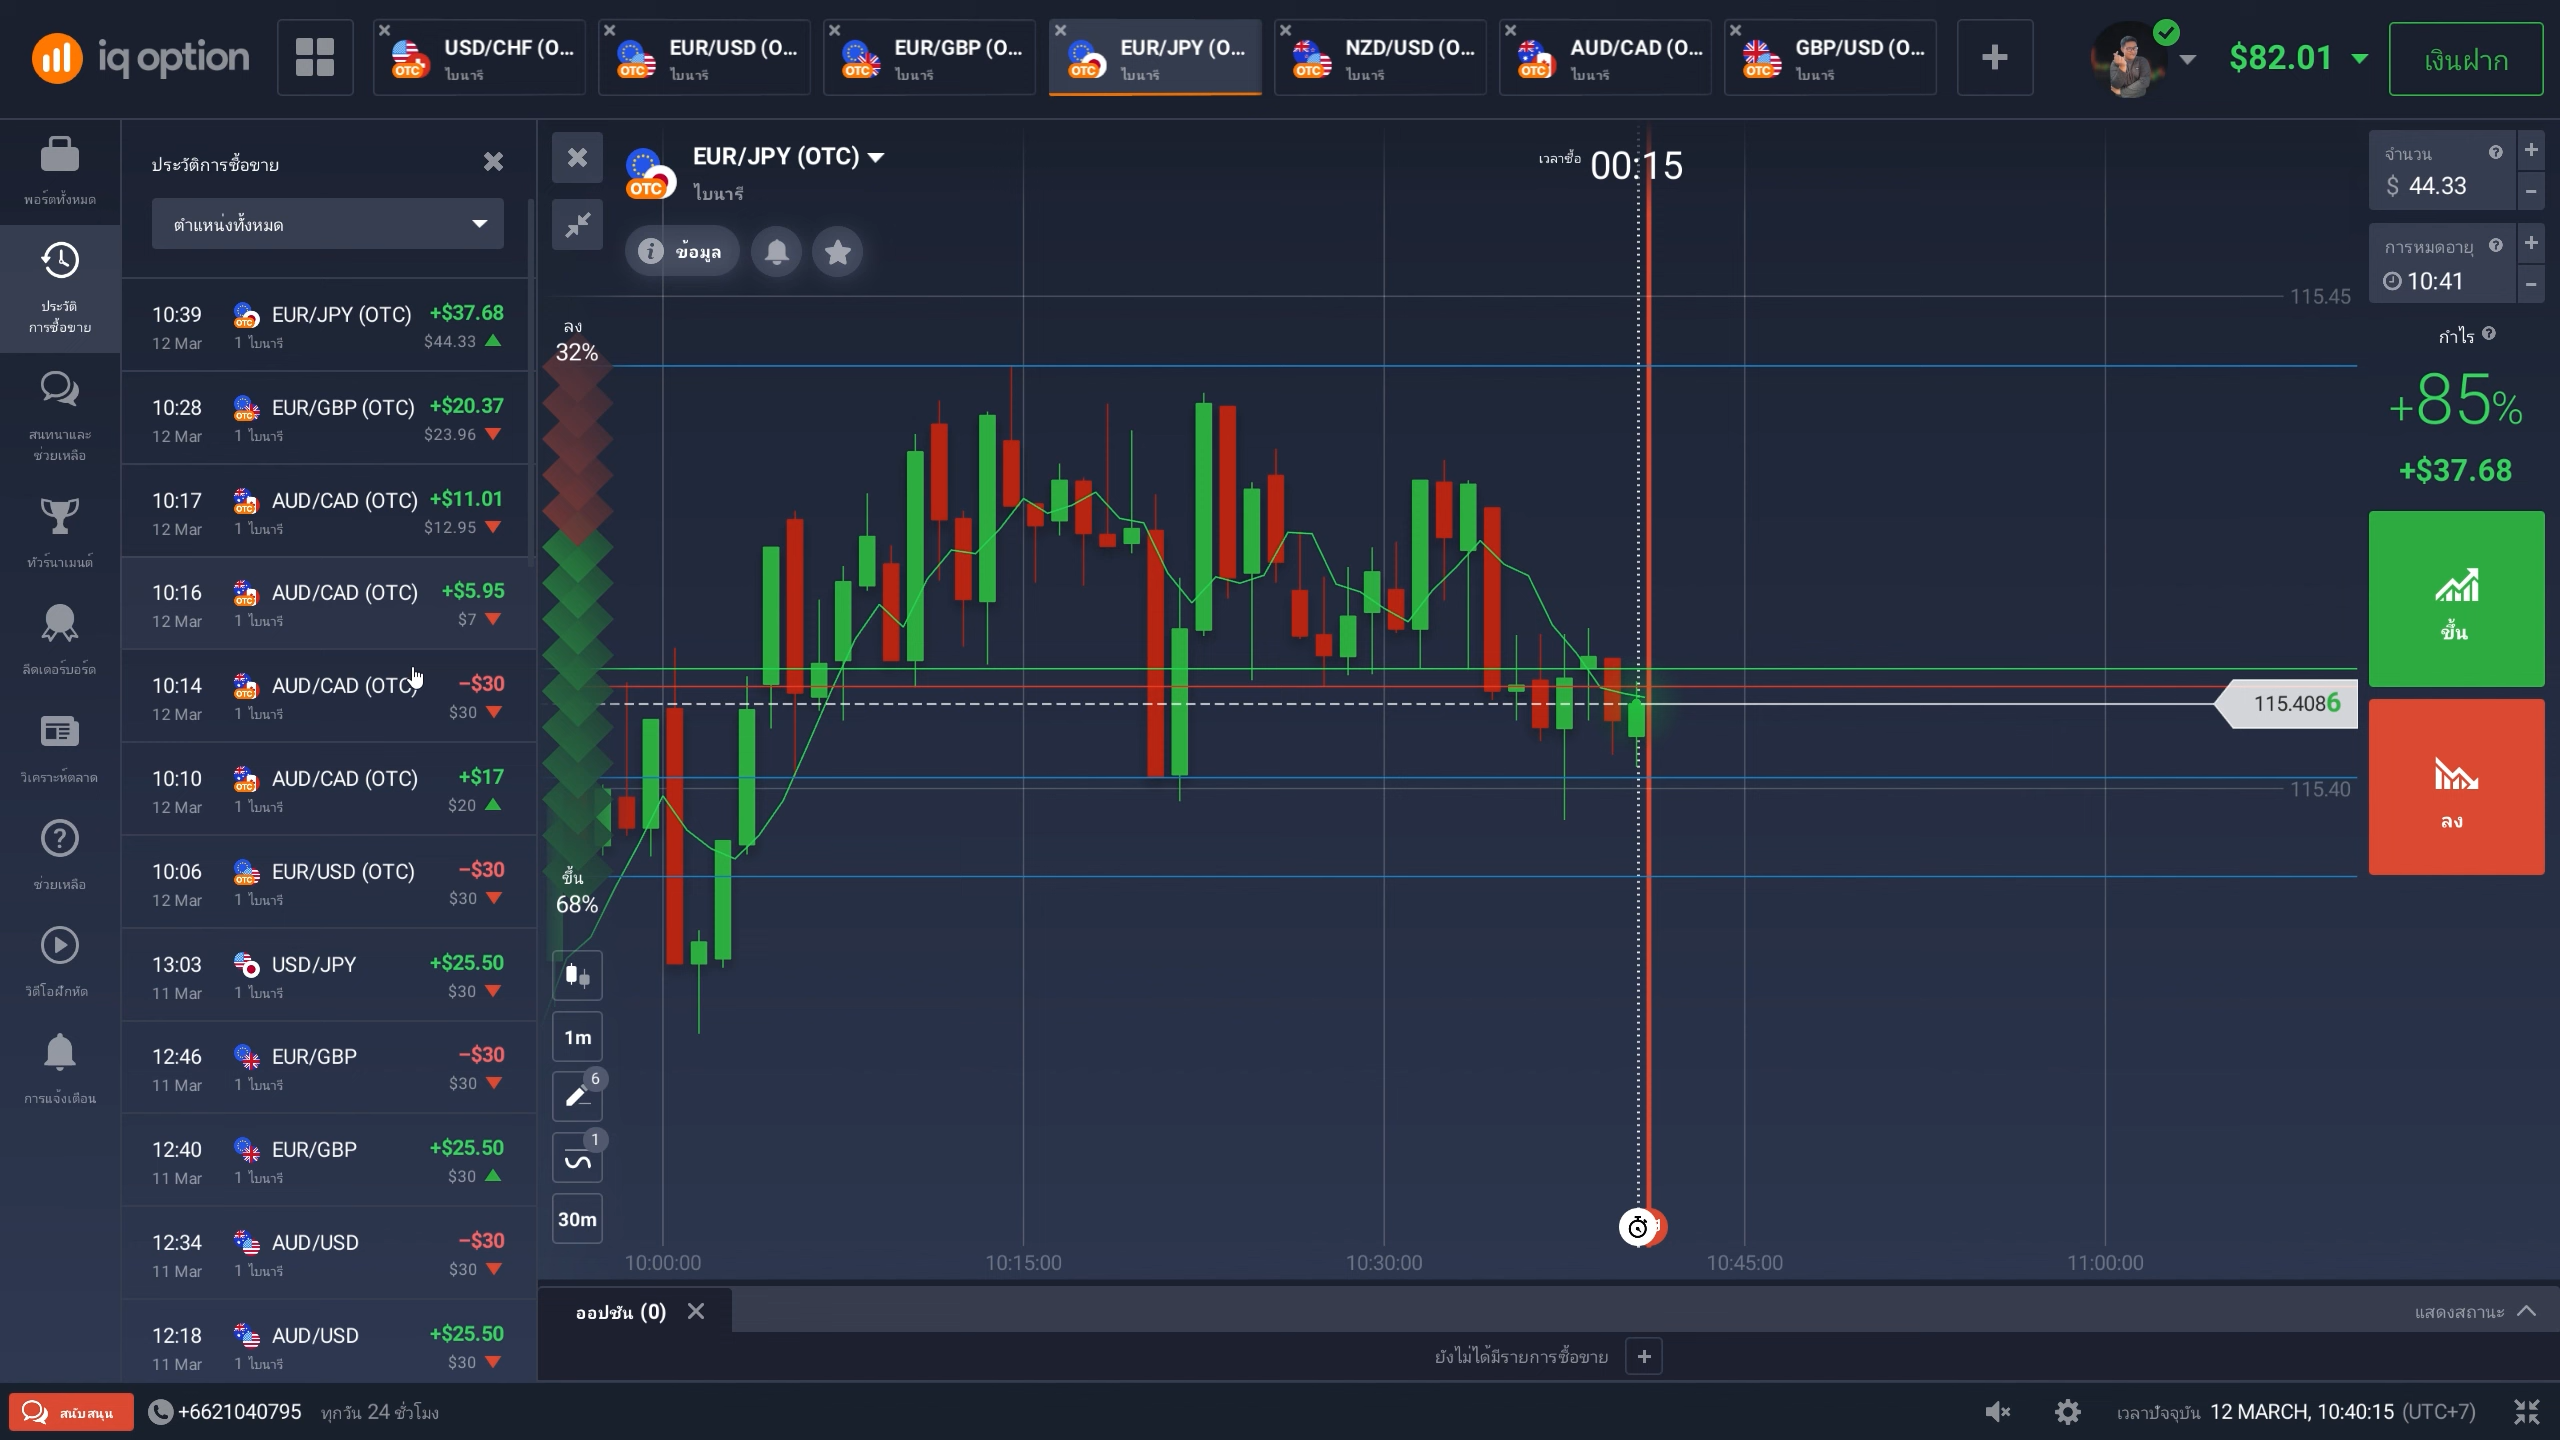 iq option
USD/CHF (O...
ไบนารี
EUR/USD (O...
ไบนารี
EUR/GBP (O...
ไบนารี
EUR/JPY (O...
ไบนารี
NZD/USD (O...
ไบนารี
AUD/CAD (O...
ไบนารี
GBP/USD (O...
ไบนารี
$82.01
เงินฝาก
พอร์ตทั้งหมด
ประวัติ
การซื้อขาย
สนทนาและ
ช่วยเหลือ
ทัวร์นาเมนต์
ลีดเดอร์บอร์ด
วิเคราะห์ตลาด
ช่วยเหลือ
วิดีโอฝึกหัด
การแจ้งเตือน
ประวัติการซื้อขาย
ตำแหน่งทั้งหมด
10:39 EUR/JPY (OTC) +$37.68
12 Mar 1 ไบนารี $44.33
10:28 EUR/GBP (OTC) +$20.37
12 Mar 1 ไบนารี $23.96
10:17 AUD/CAD (OTC) +$11.01
12 Mar 1 ไบนารี $12.95
10:16 AUD/CAD (OTC) +$5.95
12 Mar 1 ไบนารี $7
10:14 AUD/CAD (OTC) −$30
12 Mar 1 ไบนารี $30
10:10 AUD/CAD (OTC) +$17
12 Mar 1 ไบนารี $20
10:06 EUR/USD (OTC) −$30
12 Mar 1 ไบนารี $30
13:03 USD/JPY +$25.50
11 Mar 1 ไบนารี $30
12:46 EUR/GBP −$30
11 Mar 1 ไบนารี $30
12:40 EUR/GBP +$25.50
11 Mar 1 ไบนารี $30
12:34 AUD/USD −$30
11 Mar 1 ไบนารี $30
12:18 AUD/USD +$25.50
11 Mar 1 ไบนารี $30
EUR/JPY (OTC)
OTC
ไบนารี
ข้อมูล
เวลาซื้อ 00:15
ลง
32%
ขึ้น
68%
1m
6
1
30m
115.45
115.4086
115.40
10:00:00 10:15:00 10:30:00 10:45:00 11:00:00
จำนวน
$ 44.33
การหมดอายุ
10:41
กำไร
+85%
+$37.68
ขึ้น
ลง
ออปชัน (0)
แสดงสถานะ
ยังไม่ได้มีรายการซื้อขาย
สนับสนุน
+6621040795 ทุกวัน 24 ชั่วโมง
เวลาปัจจุบัน 12 MARCH, 10:40:15 (UTC+7)